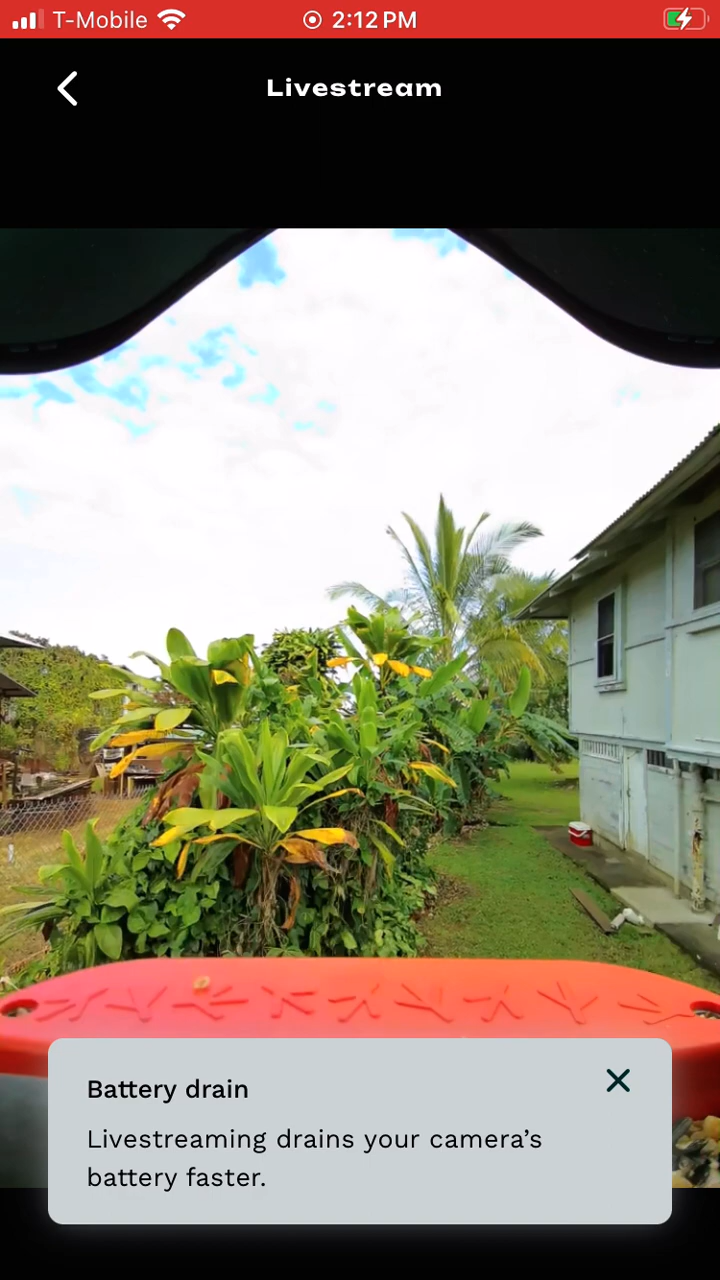 T-Mobile 2:12 PM
Livestream
Battery drain
Livestreaming drains your camera’s
battery faster.